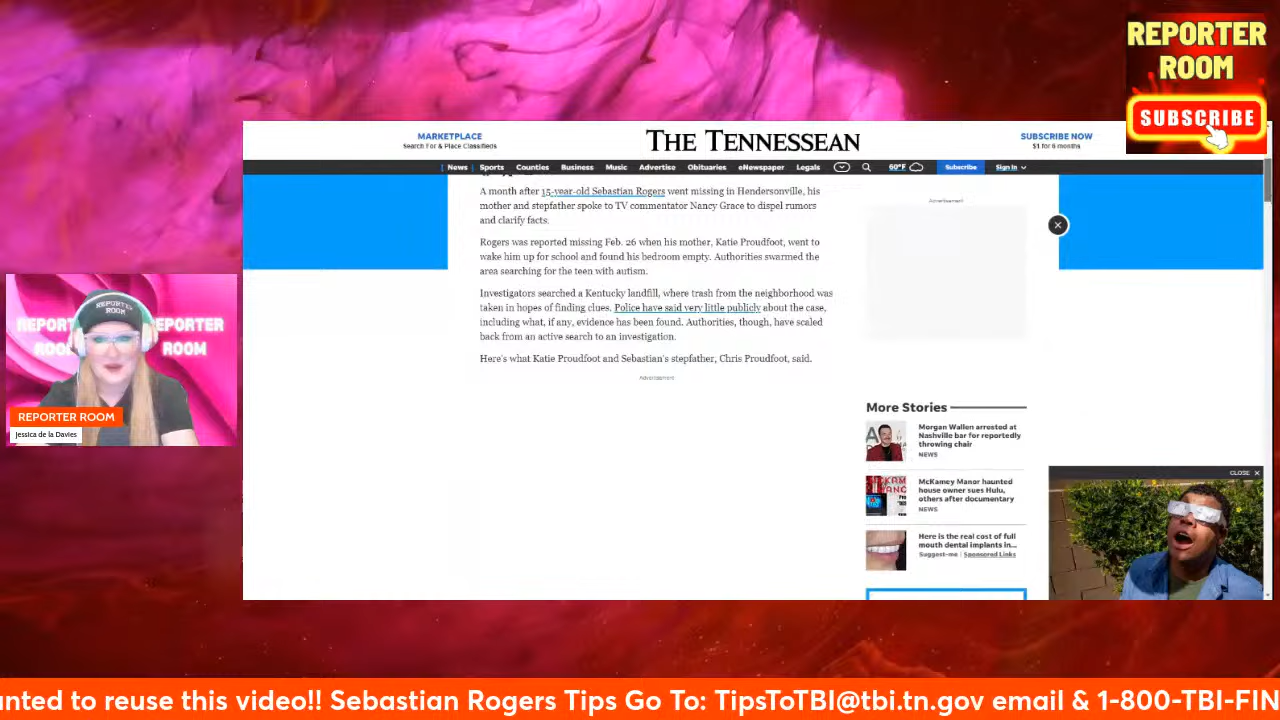 REPORTER
ROOM
SUBSCRIBE
MARKETPLACE
Search For & Place Classifieds
THE TENNESSEAN
SUBSCRIBE NOW
$1 for 6 months
News Sports Counties Business Music Advertise Obituaries eNewspaper Legals 60°F Subscribe Sign In
A month after 15-year-old Sebastian Rogers went missing in Hendersonville, his
mother and stepfather spoke to TV commentator Nancy Grace to dispel rumors
and clarify facts.
Rogers was reported missing Feb. 26 when his mother, Katie Proudfoot, went to
wake him up for school and found his bedroom empty. Authorities swarmed the
area searching for the teen with autism.
Investigators searched a Kentucky landfill, where trash from the neighborhood was
taken in hopes of finding clues. Police have said very little publicly about the case,
including what, if any, evidence has been found. Authorities, though, have scaled
back from an active search to an investigation.
Here's what Katie Proudfoot and Sebastian's stepfather, Chris Proudfoot, said.
Advertisement
Advertisement
More Stories
Morgan Wallen arrested at
Nashville bar for reportedly
throwing chair
NEWS
McKamey Manor haunted
house owner sues Hulu,
others after documentary
NEWS
Here is the real cost of full
mouth dental implants in...
Suggest-me | Sponsored Links
CLOSE
REPORTER
ROOM
EPORTER
ROOM
REPORTER ROOM
Jessica de la Davies
nted to reuse this video!! Sebastian Rogers Tips Go To: TipsToTBI@tbi.tn.gov email & 1-800-TBI-FIN